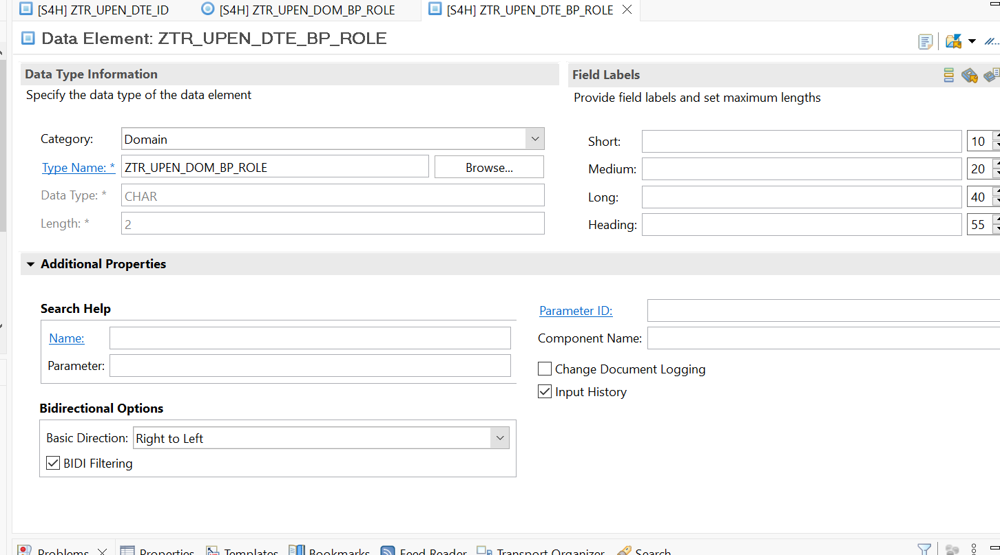 [S4H] ZTR_UPEN_DTE_ID
[S4H] ZTR_UPEN_DOM_BP_ROLE
[S4H] ZTR_UPEN_DTE_BP_ROLE
Data Element: ZTR_UPEN_DTE_BP_ROLE
Data Type Information
Specify the data type of the data element
Category: Domain
Type Name: * ZTR_UPEN_DOM_BP_ROLE Browse...
Data Type: * CHAR
Length: * 2
Field Labels
Provide field labels and set maximum lengths
Short: 10
Medium: 20
Long: 40
Heading: 55
Additional Properties
Search Help
Name:
Parameter:
Bidirectional Options
Basic Direction: Right to Left
BIDI Filtering
Parameter ID:
Component Name:
Change Document Logging
Input History
Problems Properties Templates Bookmarks Feed Reader Transport Organizer Search